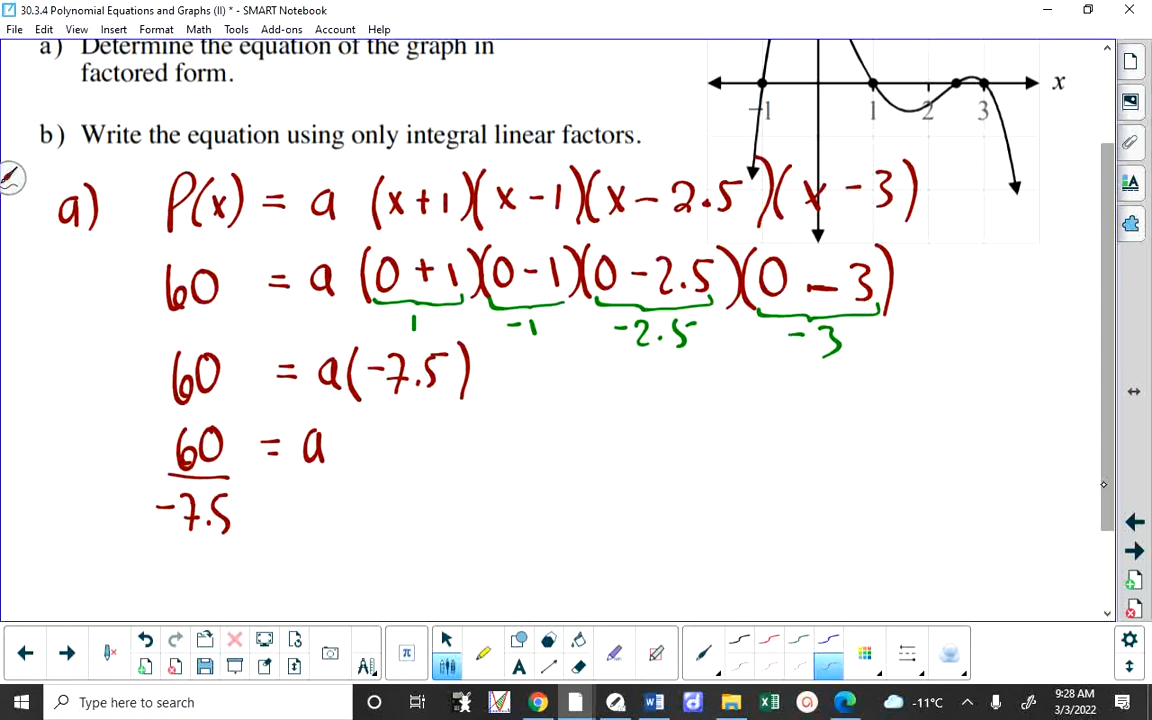 30.3.4 Polynomial Equations and Graphs (II) * - SMART Notebook
File Edit View Insert Format Math Tools Add-ons Account Help
a) Determine the equation of the graph in
factored form.
x
-1 1 2 3
b) Write the equation using only integral linear factors.
a) P(x) = a (x+1)(x-1)(x-2.5)(x-3)
60 = a (0+1)(0-1)(0-2.5)(0-3)
1 -1 -2.5 -3
60 = a(-7.5)
60 = a
-7.5
Type here to search
-11°C
9:28 AM
3/3/2022